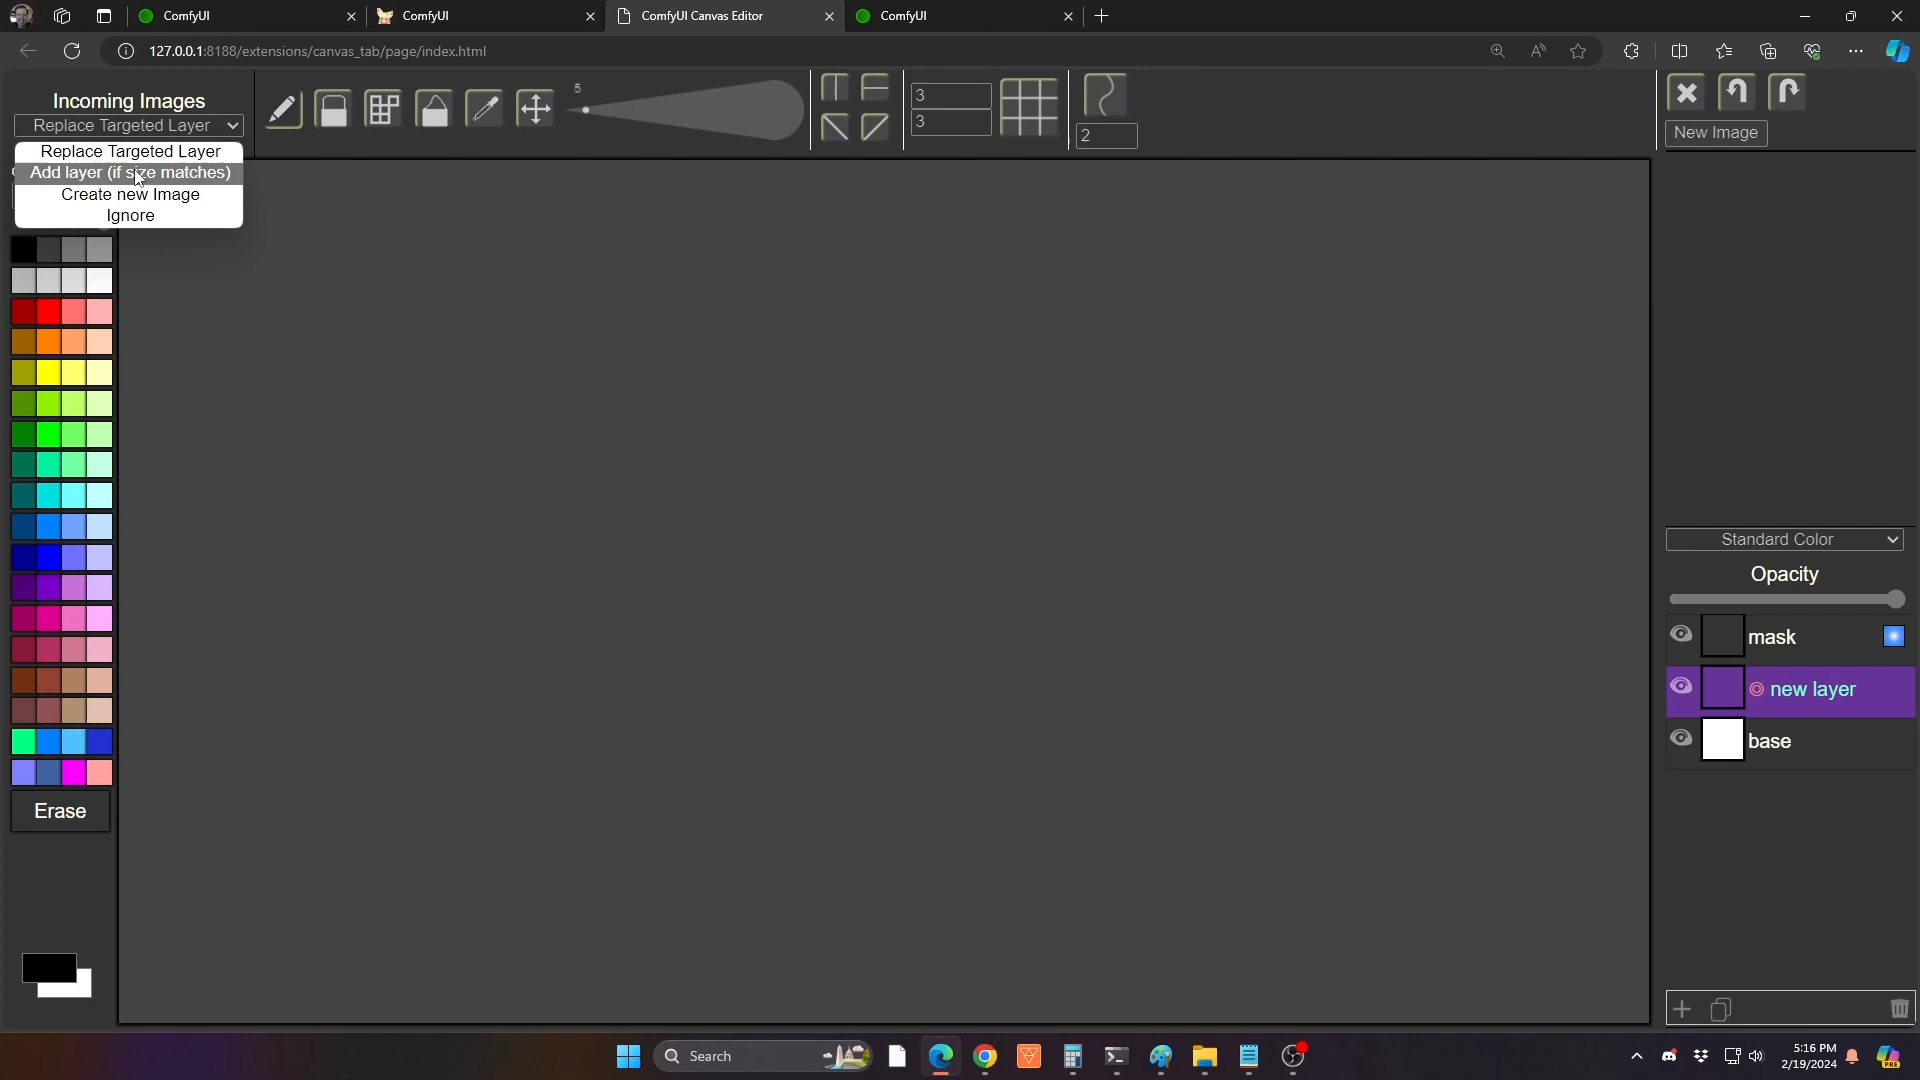 ComfyUI
ComfyUI
ComfyUI Canvas Editor
ComfyUI
127.0.0.1:8188/extensions/canvas_tab/page/index.html
Incoming Images
Replace Targeted Layer
Replace Targeted Layer
Add layer (if size matches)
Create new Image
Ignore
5
3
3
2
New Image
Standard Color
Opacity
mask
new layer
base
Erase
Search
5:16 PM
2/19/2024
PRE